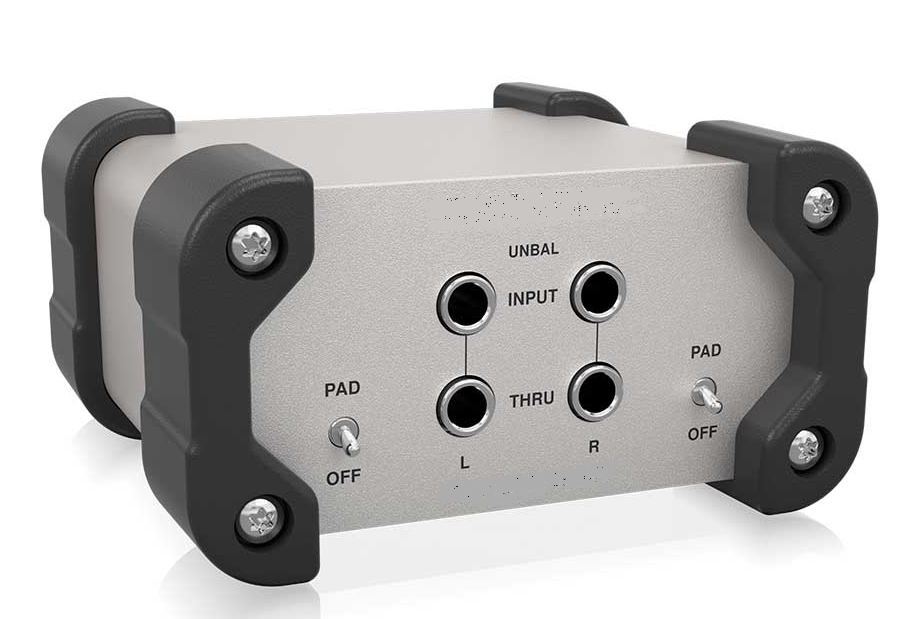 UNBAL
INPUT
PAD
PAD
THRU
OFF
L
R
OFF